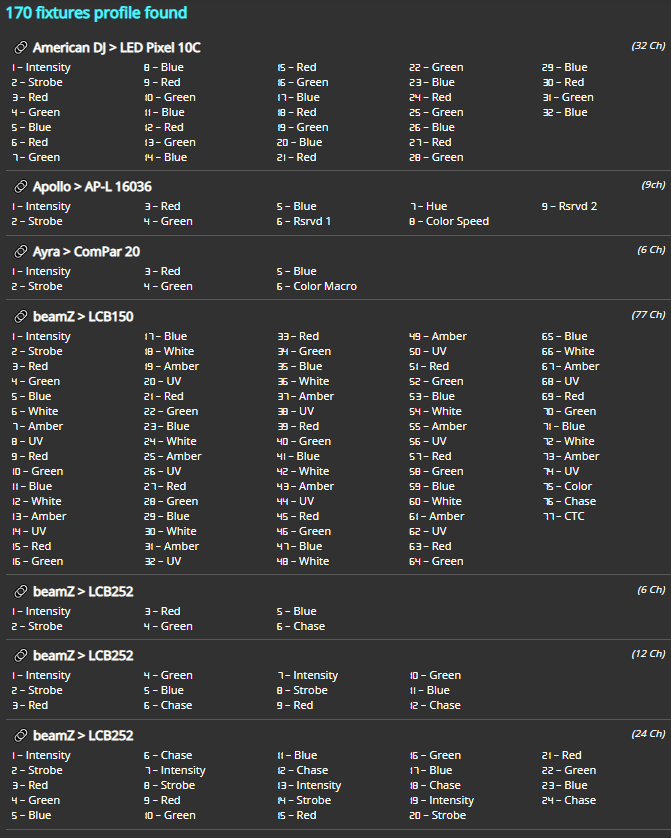 170 fixtures profile found
American DJ > LED Pixel 10C (32 Ch)
1 – Intensity 8 – Blue 15 – Red 22 – Green 29 – Blue
2 – Strobe 9 – Red 16 – Green 23 – Blue 30 – Red
3 – Red 10 – Green 17 – Blue 24 – Red 31 – Green
4 – Green 11 – Blue 18 – Red 25 – Green 32 – Blue
5 – Blue 12 – Red 19 – Green 26 – Blue
6 – Red 13 – Green 20 – Blue 27 – Red
7 – Green 14 – Blue 21 – Red 28 – Green
Apollo > AP-L 16036 (9ch)
1 – Intensity 3 – Red 5 – Blue 7 – Hue 9 – Rsrvd 2
2 – Strobe 4 – Green 6 – Rsrvd 1 8 – Color Speed
Ayra > ComPar 20 (6 Ch)
1 – Intensity 3 – Red 5 – Blue
2 – Strobe 4 – Green 6 – Color Macro
beamZ > LCB150 (77 Ch)
1 – Intensity 17 – Blue 33 – Red 49 – Amber 65 – Blue
2 – Strobe 18 – White 34 – Green 50 – UV 66 – White
3 – Red 19 – Amber 35 – Blue 51 – Red 67 – Amber
4 – Green 20 – UV 36 – White 52 – Green 68 – UV
5 – Blue 21 – Red 37 – Amber 53 – Blue 69 – Red
6 – White 22 – Green 38 – UV 54 – White 70 – Green
7 – Amber 23 – Blue 39 – Red 55 – Amber 71 – Blue
8 – UV 24 – White 40 – Green 56 – UV 72 – White
9 – Red 25 – Amber 41 – Blue 57 – Red 73 – Amber
10 – Green 26 – UV 42 – White 58 – Green 74 – UV
11 – Blue 27 – Red 43 – Amber 59 – Blue 75 – Color
12 – White 28 – Green 44 – UV 60 – White 76 – Chase
13 – Amber 29 – Blue 45 – Red 61 – Amber 77 – CTC
14 – UV 30 – White 46 – Green 62 – UV
15 – Red 31 – Amber 47 – Blue 63 – Red
16 – Green 32 – UV 48 – White 64 – Green
beamZ > LCB252 (6 Ch)
1 – Intensity 3 – Red 5 – Blue
2 – Strobe 4 – Green 6 – Chase
beamZ > LCB252 (12 Ch)
1 – Intensity 4 – Green 7 – Intensity 10 – Green
2 – Strobe 5 – Blue 8 – Strobe 11 – Blue
3 – Red 6 – Chase 9 – Red 12 – Chase
beamZ > LCB252 (24 Ch)
1 – Intensity 6 – Chase 11 – Blue 16 – Green 21 – Red
2 – Strobe 7 – Intensity 12 – Chase 17 – Blue 22 – Green
3 – Red 8 – Strobe 13 – Intensity 18 – Chase 23 – Blue
4 – Green 9 – Red 14 – Strobe 19 – Intensity 24 – Chase
5 – Blue 10 – Green 15 – Red 20 – Strobe